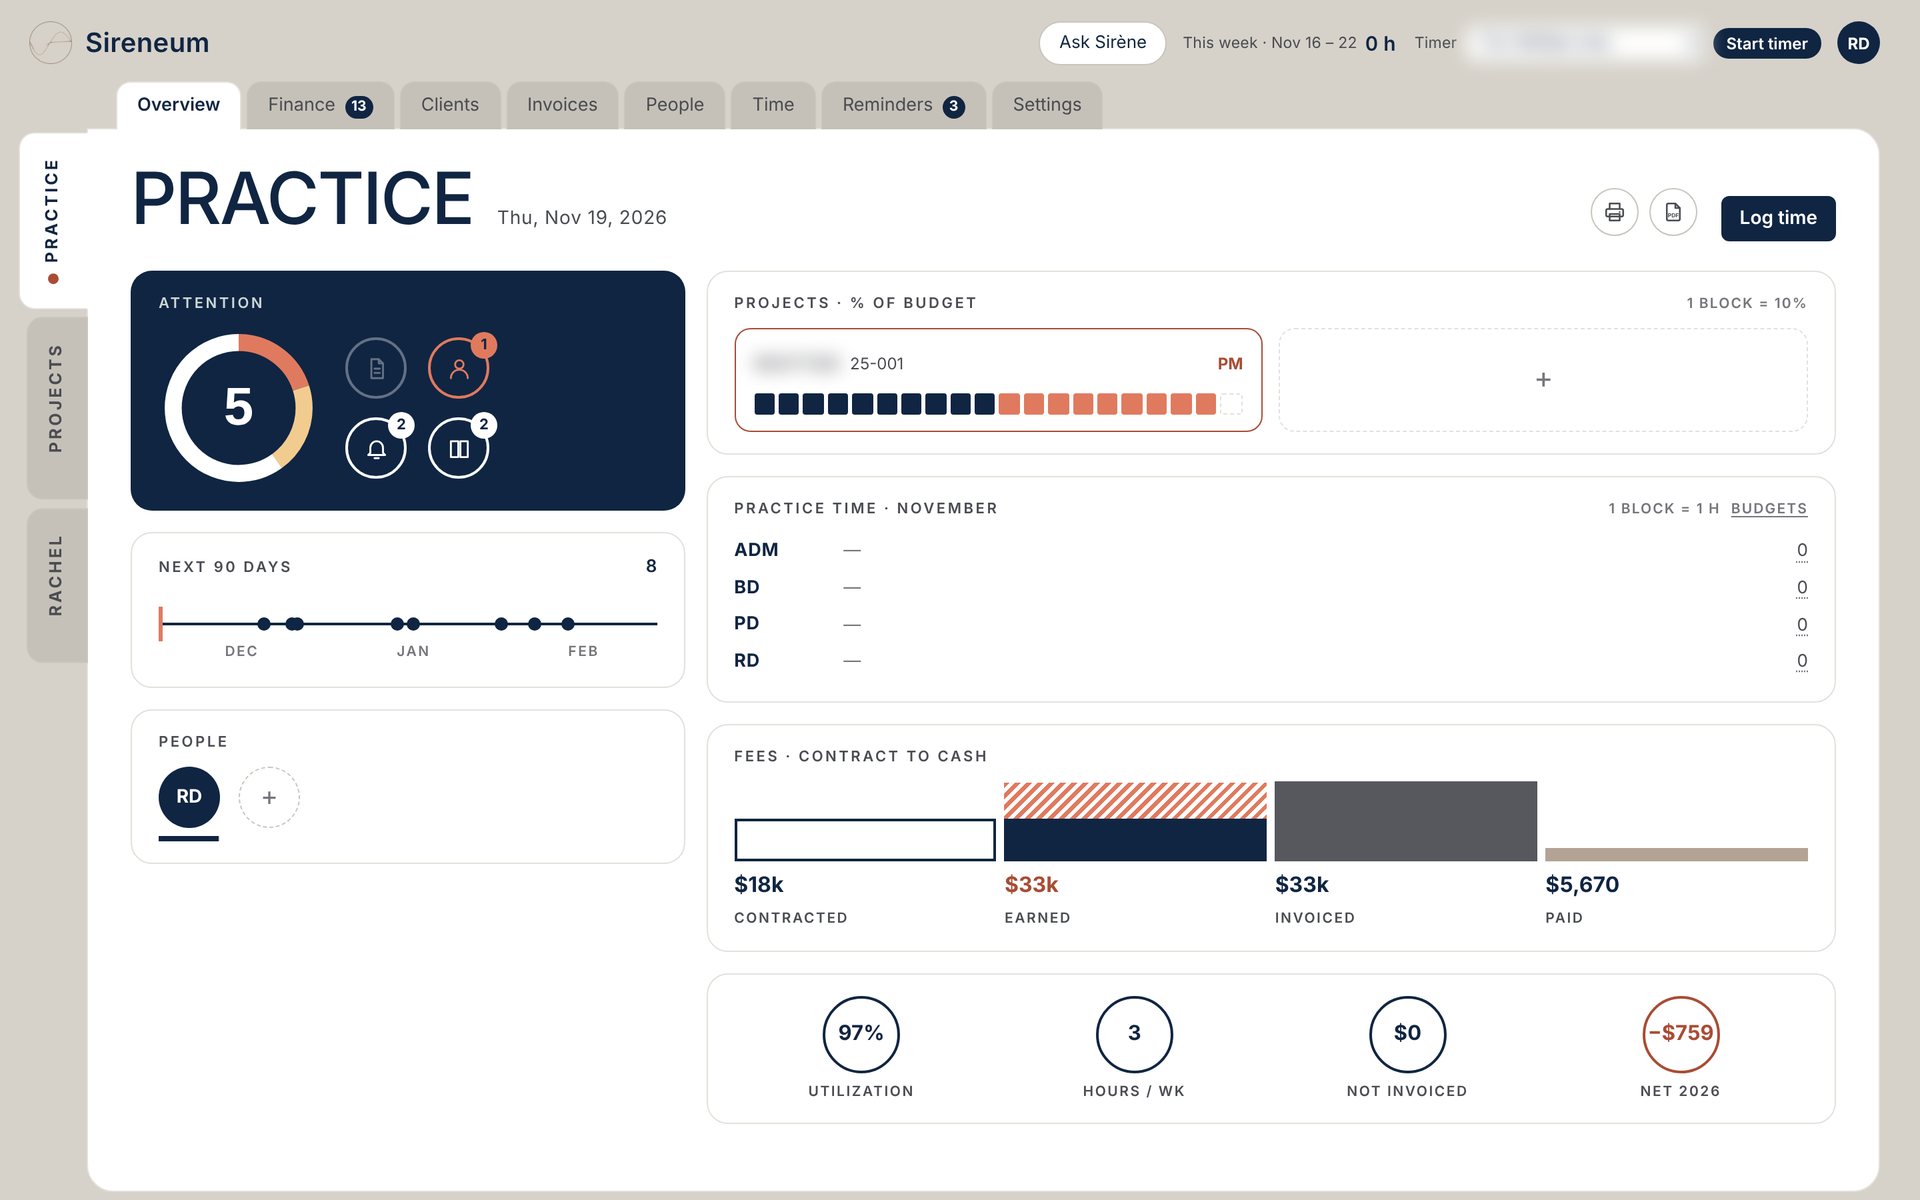 Sireneum
Ask Sirène
This week · Nov 16 – 22 0 h
Timer
Start timer
RD
Overview
Finance 13
Clients
Invoices
People
Time
Reminders 3
Settings
PRACTICE
PROJECTS
RACHEL
PRACTICE
Thu, Nov 19, 2026
PDF
Log time
ATTENTION
5
1
2
2
NEXT 90 DAYS
8
DEC
JAN
FEB
PEOPLE
RD
+
PROJECTS · % OF BUDGET
1 BLOCK = 10%
25-001
PM
+
PRACTICE TIME · NOVEMBER
1 BLOCK = 1 H BUDGETS
ADM — 0
BD — 0
PD — 0
RD — 0
FEES · CONTRACT TO CASH
$18k
CONTRACTED
$33k
EARNED
$33k
INVOICED
$5,670
PAID
97%
UTILIZATION
3
HOURS / WK
$0
NOT INVOICED
−$759
NET 2026